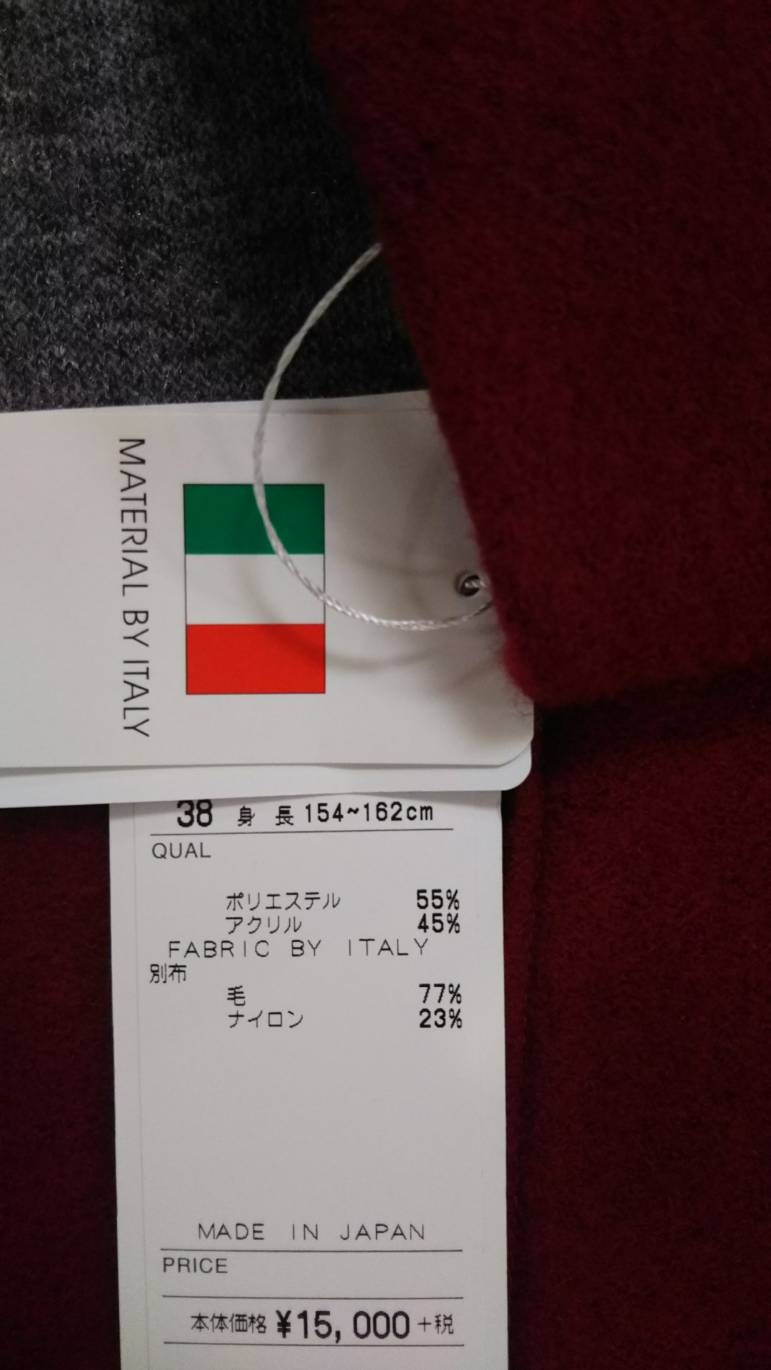 MATERIAL BY ITALY
38 身 長 154~162cm
QUAL
ポリエステル 55%
アクリル 45%
FABRIC BY ITALY
別布
毛 77%
ナイロン 23%
MADE IN JAPAN
PRICE
本体価格 ¥15,000 +税